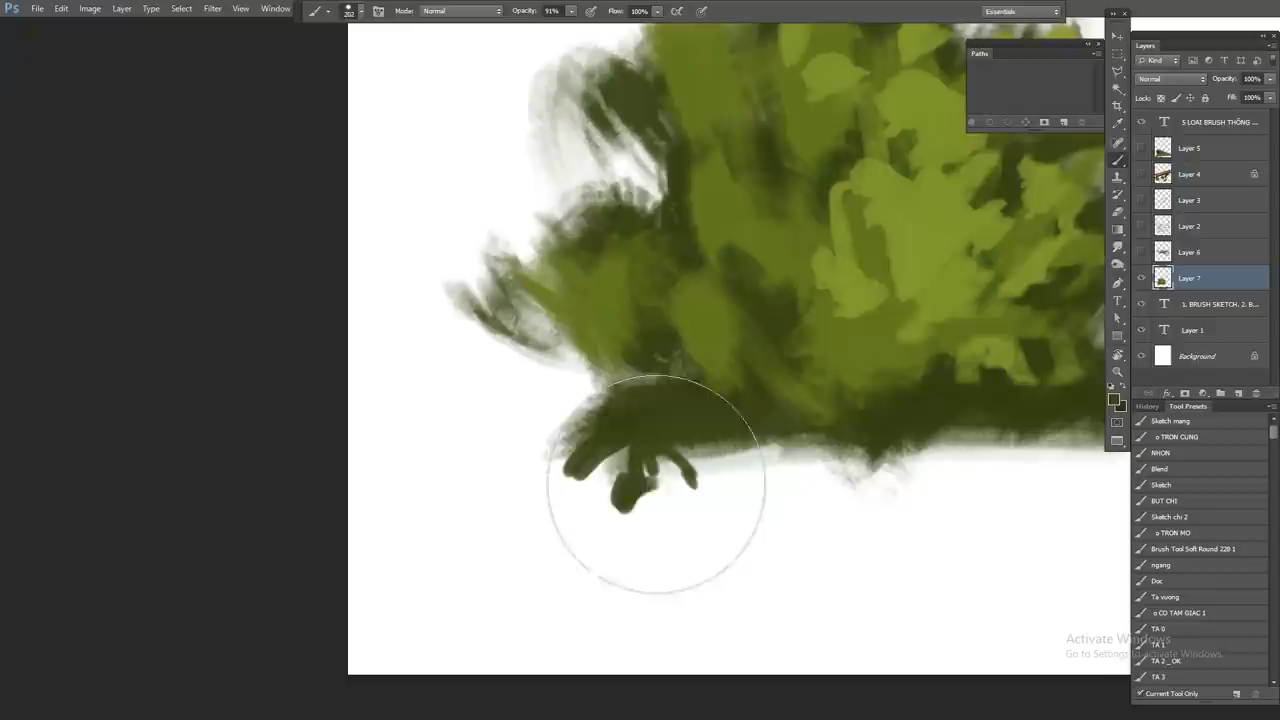 Ps File Edit Image Layer Type Select Filter View Window
202 Mode: Normal Opacity: 91% Flow: 100% Essentials
Paths
Layers
Kind
Normal Opacity: 100%
Lock: Fill: 100%
5 LOAI BRUSH THÔNG ...
Layer 5
Layer 4
Layer 3
Layer 2
Layer 6
Layer 7
1. BRUSH SKETCH. 2. B...
Layer 1
Background
fx
History Tool Presets
Sketch mang
o TRON CUNG
NHON
Blend
Sketch
BUT CHI
Sketch chi 2
o TRON MO
Brush Tool Soft Round 228 1
ngang
Doc
Ta vuong
o CO TAM GIAC 1
TA 0
TA 1
TA 2_OK
TA 3
Current Tool Only
Activate Windows
Go to Settings to activate Windows.